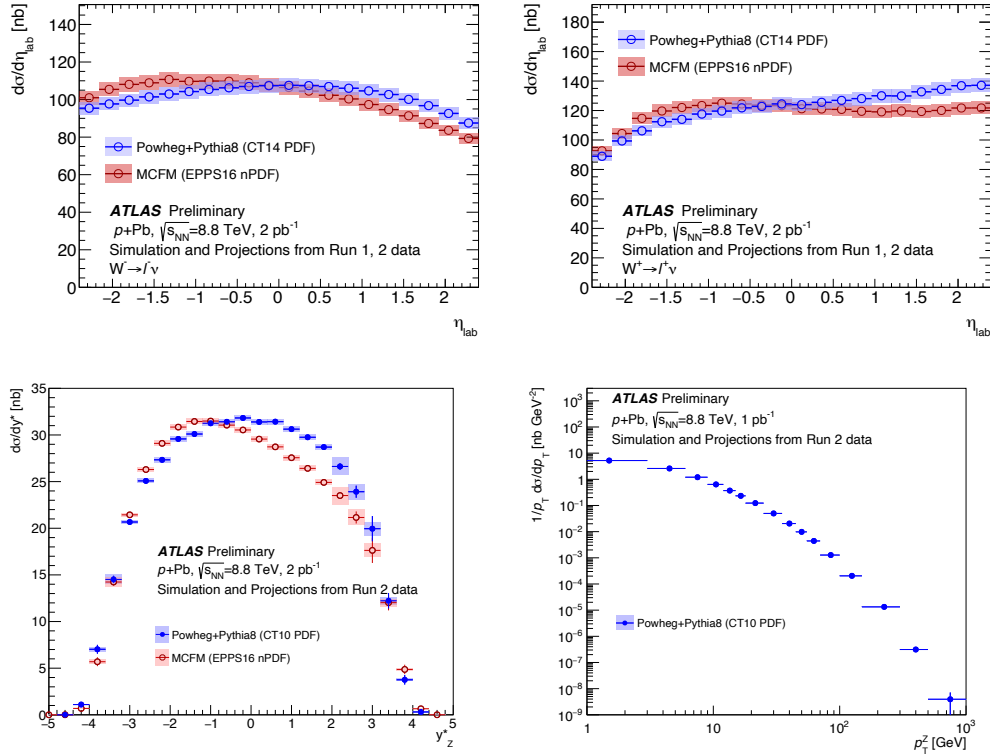 dσ/dη_lab [nb]
140
120
100
80
60
40
20
0
Powheg+Pythia8 (CT14 PDF)
MCFM (EPPS16 nPDF)
ATLAS Preliminary
p+Pb, √s_NN=8.8 TeV, 2 pb⁻¹
Simulation and Projections from Run 1, 2 data
W⁻→l⁻ν
−2 −1.5 −1 −0.5 0 0.5 1 1.5 2
η_lab
dσ/dη_lab [nb]
180
160
140
120
100
80
60
40
20
0
Powheg+Pythia8 (CT14 PDF)
MCFM (EPPS16 nPDF)
ATLAS Preliminary
p+Pb, √s_NN=8.8 TeV, 2 pb⁻¹
Simulation and Projections from Run 1, 2 data
W⁺→l⁺ν
−2 −1.5 −1 −0.5 0 0.5 1 1.5 2
η_lab
dσ/dy* [nb]
35
30
25
20
15
10
5
0
ATLAS Preliminary
p+Pb, √s_NN=8.8 TeV, 2 pb⁻¹
Simulation and Projections from Run 2 data
Powheg+Pythia8 (CT10 PDF)
MCFM (EPPS16 nPDF)
−5 −4 −3 −2 −1 0 1 2 3 4 5
y*_Z
1/p_T dσ/dp_T [nb GeV⁻²]
10³
10²
10
1
10⁻¹
10⁻²
10⁻³
10⁻⁴
10⁻⁵
10⁻⁶
10⁻⁷
10⁻⁸
10⁻⁹
ATLAS Preliminary
p+Pb, √s_NN=8.8 TeV, 1 pb⁻¹
Simulation and Projections from Run 2 data
Powheg+Pythia8 (CT10 PDF)
1 10 10² 10³
p_T^Z [GeV]